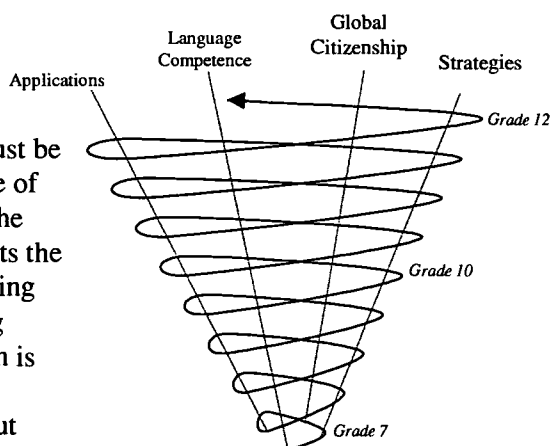 Global
Citizenship
Language
Competence
Strategies
Applications
Grade 12
ust be
e of
he
ts the
Grade 10
ing
g
n is
Grade 7
ut